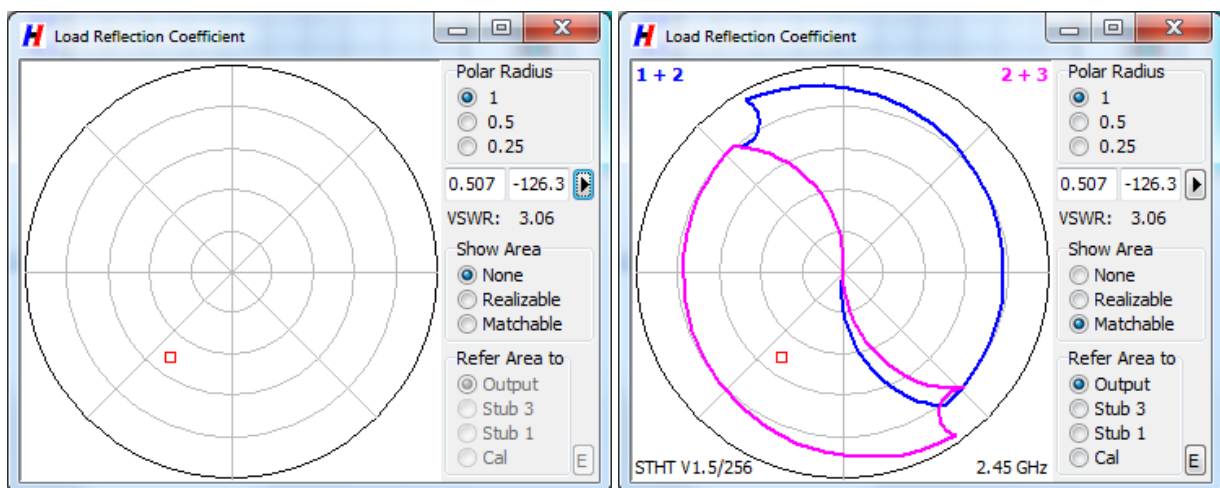 Load Reflection Coefficient
Polar Radius
1
0.5
0.25
0.507 -126.3
VSWR: 3.06
Show Area
None
Realizable
Matchable
Refer Area to
Output
Stub 3
Stub 1
Cal
E
Load Reflection Coefficient
1 + 2 2 + 3
Polar Radius
1
0.5
0.25
0.507 -126.3
VSWR: 3.06
Show Area
None
Realizable
Matchable
Refer Area to
Output
Stub 3
Stub 1
Cal
STHT V1.5/256 2.45 GHz E